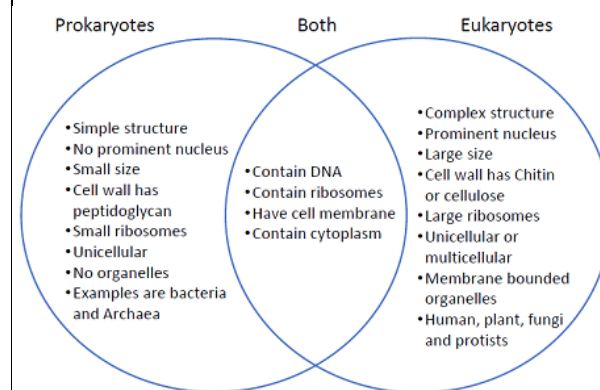 Prokaryotes
Both
Eukaryotes
•Simple structure
•No prominent nucleus
•Small size
•Cell wall has
peptidoglycan
•Small ribosomes
•Unicellular
•No organelles
•Examples are bacteria
and Archaea
•Contain DNA
•Contain ribosomes
•Have cell membrane
•Contain cytoplasm
•Complex structure
•Prominent nucleus
•Large size
•Cell wall has Chitin
or cellulose
•Large ribosomes
•Unicellular or
multicellular
•Membrane bounded
organelles
•Human, plant, fungi
and protists